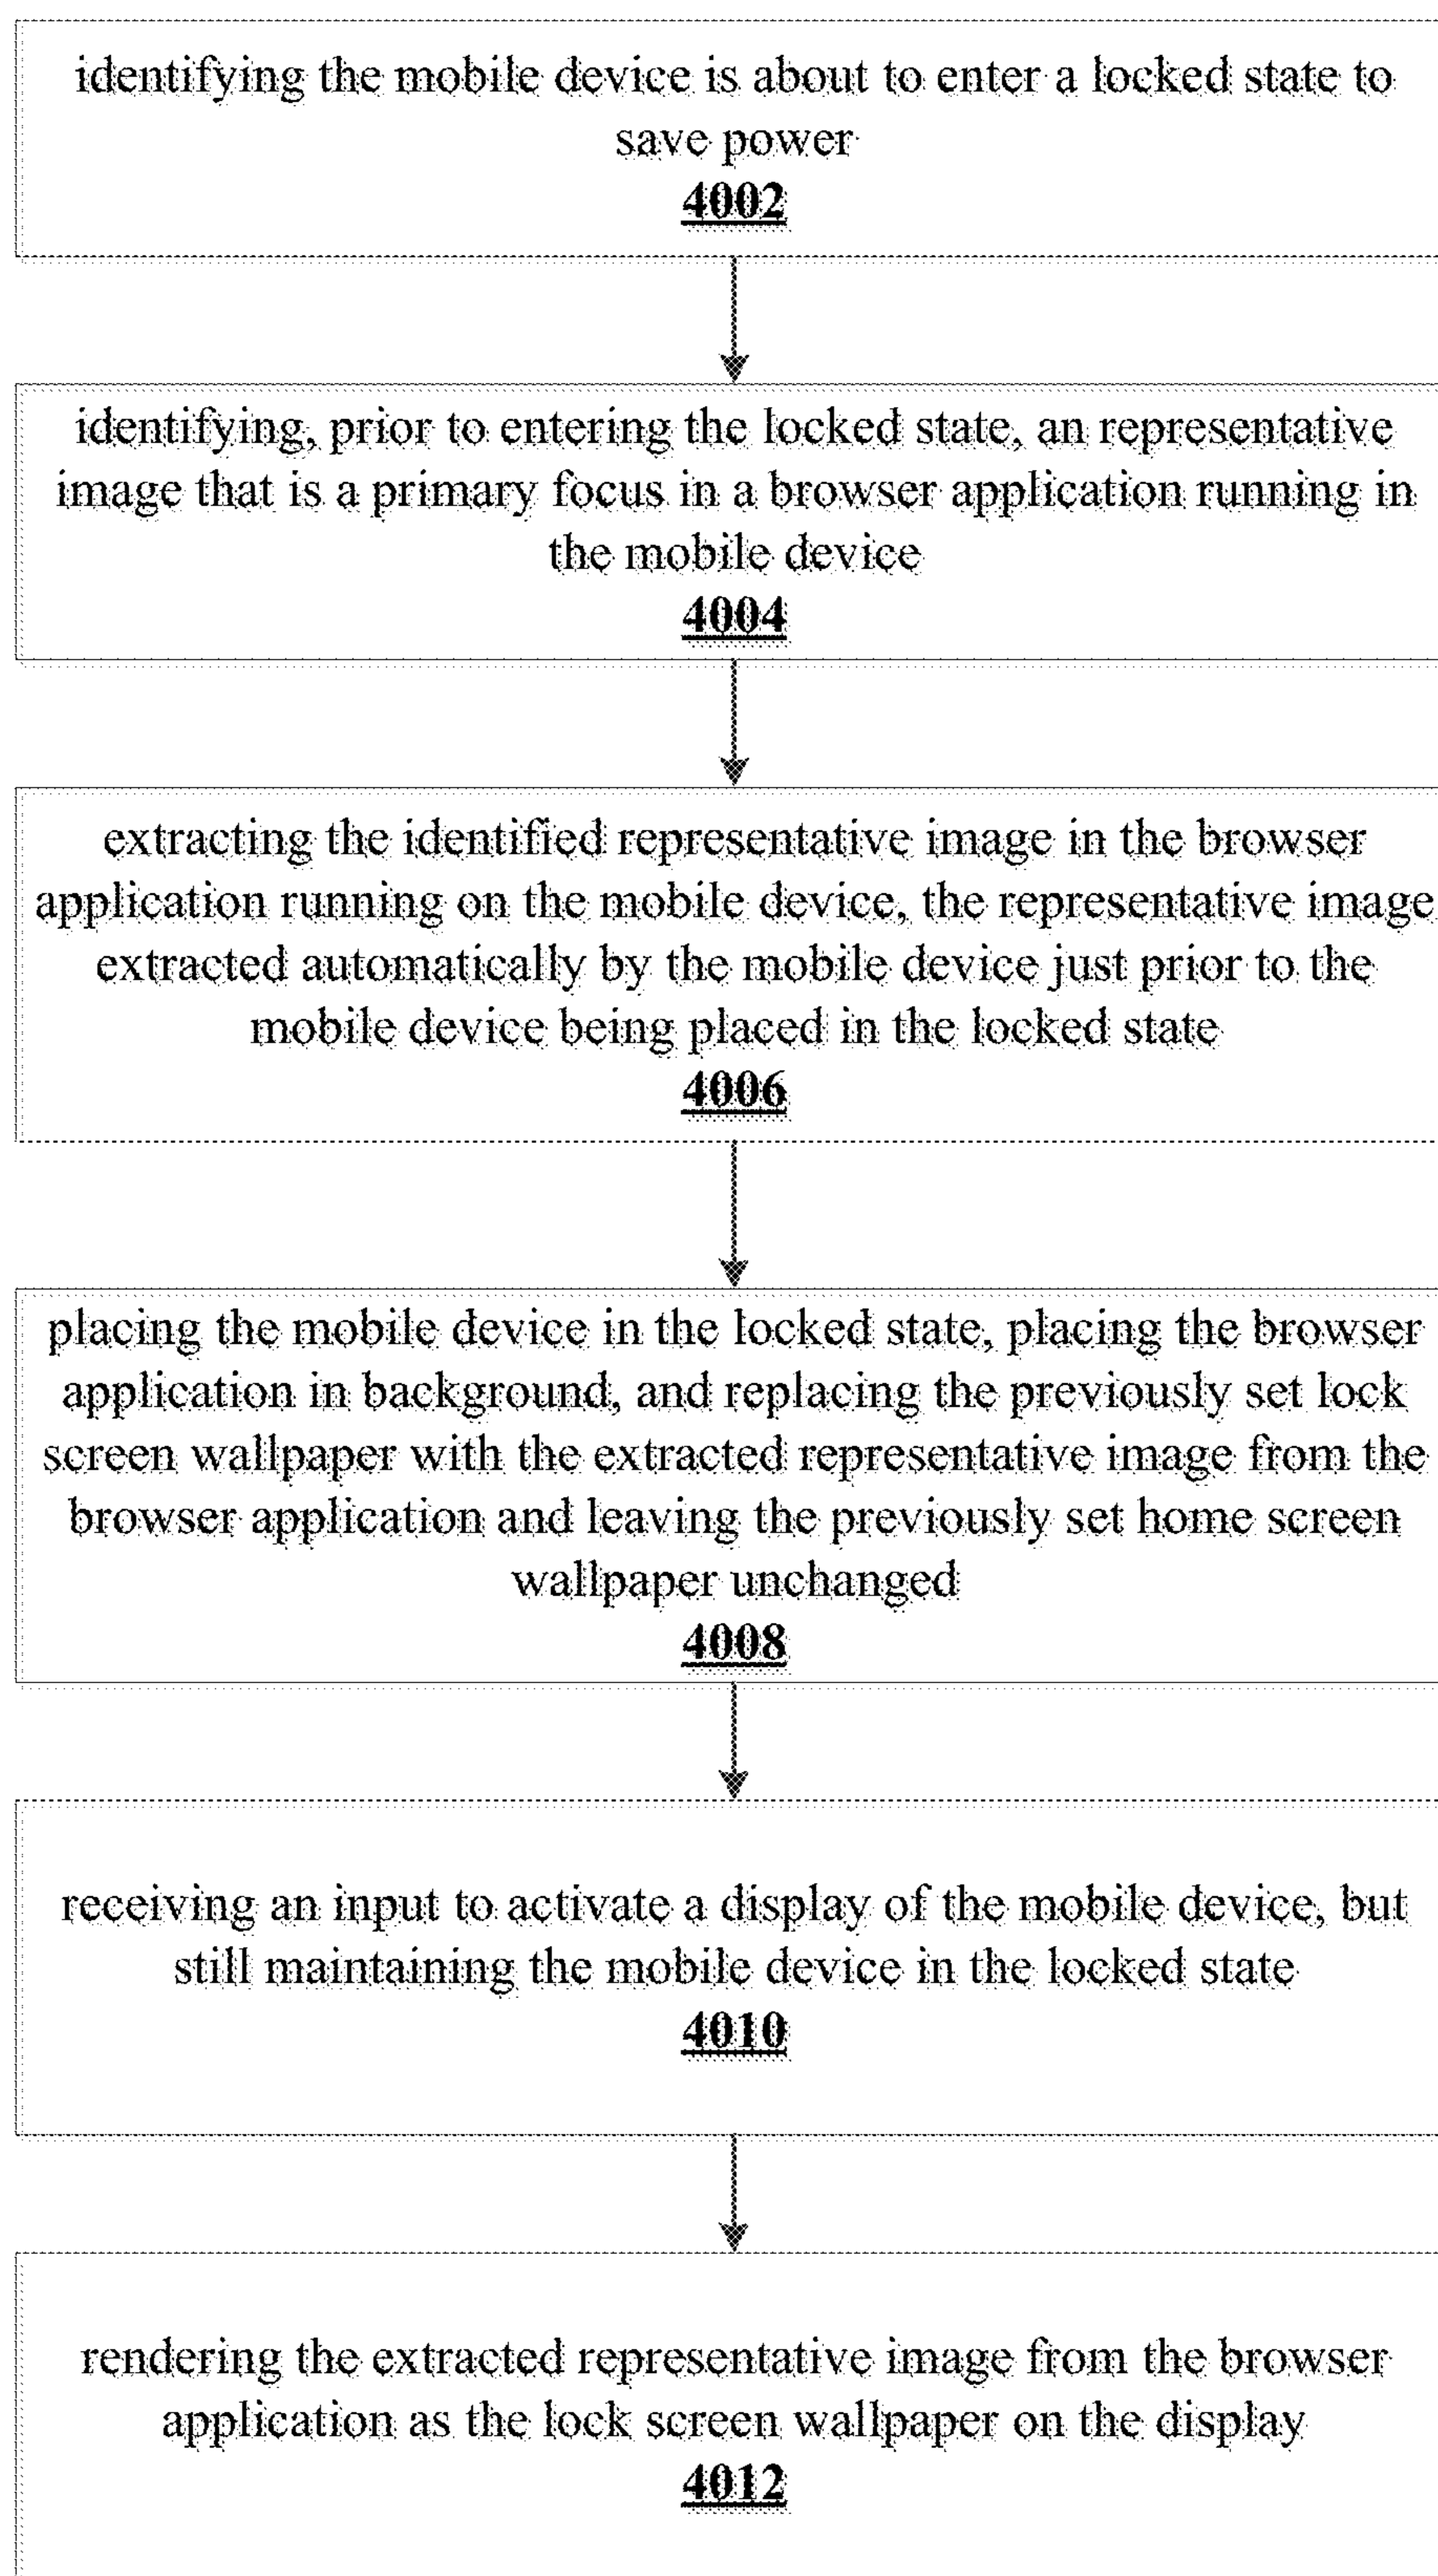 identifying the mobile device is about to enter a locked state to
save power
4002
identifying, prior to entering the locked state, an representative
image that is a primary focus in a browser application running in
the mobile device
4004
extracting the identified representative image in the browser
application running on the mobile device, the representative image
extracted automatically by the mobile device just prior to the
mobile device being placed in the locked state
4006
placing the mobile device in the locked state, placing the browser
application in background, and replacing the previously set lock
screen wallpaper with the extracted representative image from the
browser application and leaving the previously set home screen
wallpaper unchanged
4008
receiving an input to activate a display of the mobile device, but
still maintaining the mobile device in the locked state
4010
rendering the extracted representative image from the browser
application as the lock screen wallpaper on the display
4012